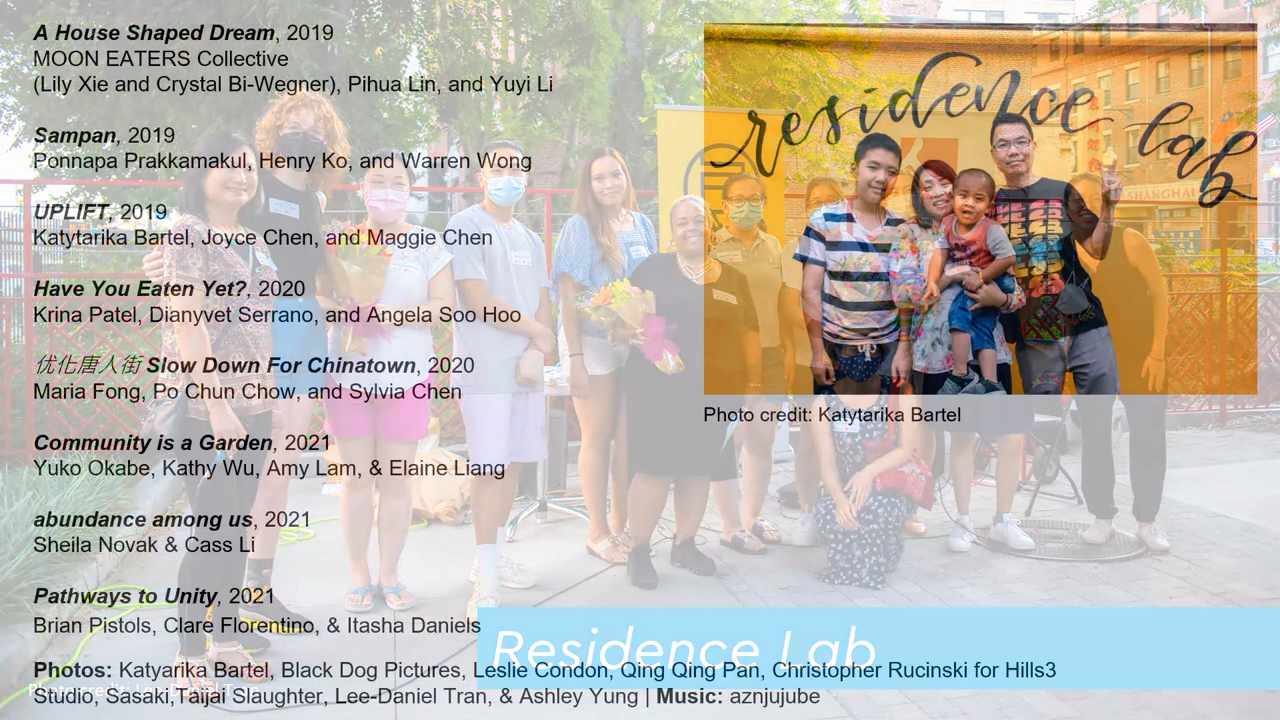 A House Shaped Dream, 2019
MOON EATERS Collective
(Lily Xie and Crystal Bi-Wegner), Pihua Lin, and Yuyi Li
Sampan, 2019
Ponnapa Prakkamakul, Henry Ko, and Warren Wong
UPLIFT, 2019
Katytarika Bartel, Joyce Chen, and Maggie Chen
Have You Eaten Yet?, 2020
Krina Patel, Dianyvet Serrano, and Angela Soo Hoo
优化唐人街 Slow Down For Chinatown, 2020
Maria Fong, Po Chun Chow, and Sylvia Chen
Community is a Garden, 2021
Yuko Okabe, Kathy Wu, Amy Lam, & Elaine Liang
abundance among us, 2021
Sheila Novak & Cass Li
Pathways to Unity, 2021
Brian Pistols, Clare Florentino, & Itasha Daniels
residence lab
SHANGHAI
Photo credit: Katytarika Bartel
Residence Lab
Photos: Katyarika Bartel, Black Dog Pictures, Leslie Condon, Qing Qing Pan, Christopher Rucinski for Hills3
Studio, Sasaki,Taijai Slaughter, Lee-Daniel Tran, & Ashley Yung | Music: aznjujube